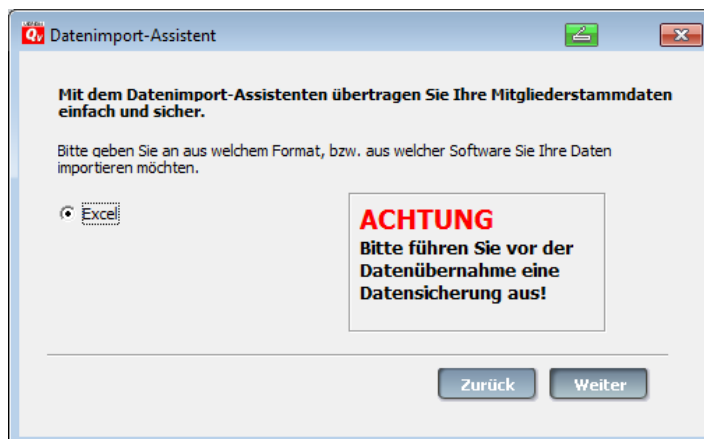 Datenimport-Assistent
Mit dem Datenimport-Assistenten übertragen Sie Ihre Mitgliederstammdaten
einfach und sicher.
Bitte geben Sie an aus welchem Format, bzw. aus welcher Software Sie Ihre Daten
importieren möchten.
Excel
ACHTUNG
Bitte führen Sie vor der
Datenübernahme eine
Datensicherung aus!
Zurück
Weiter